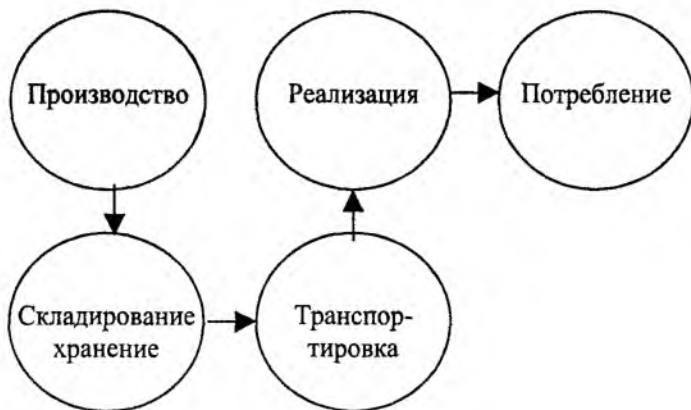 Производство
Реализация
Потребление
Складирование
хранение
Транспор-
тировка